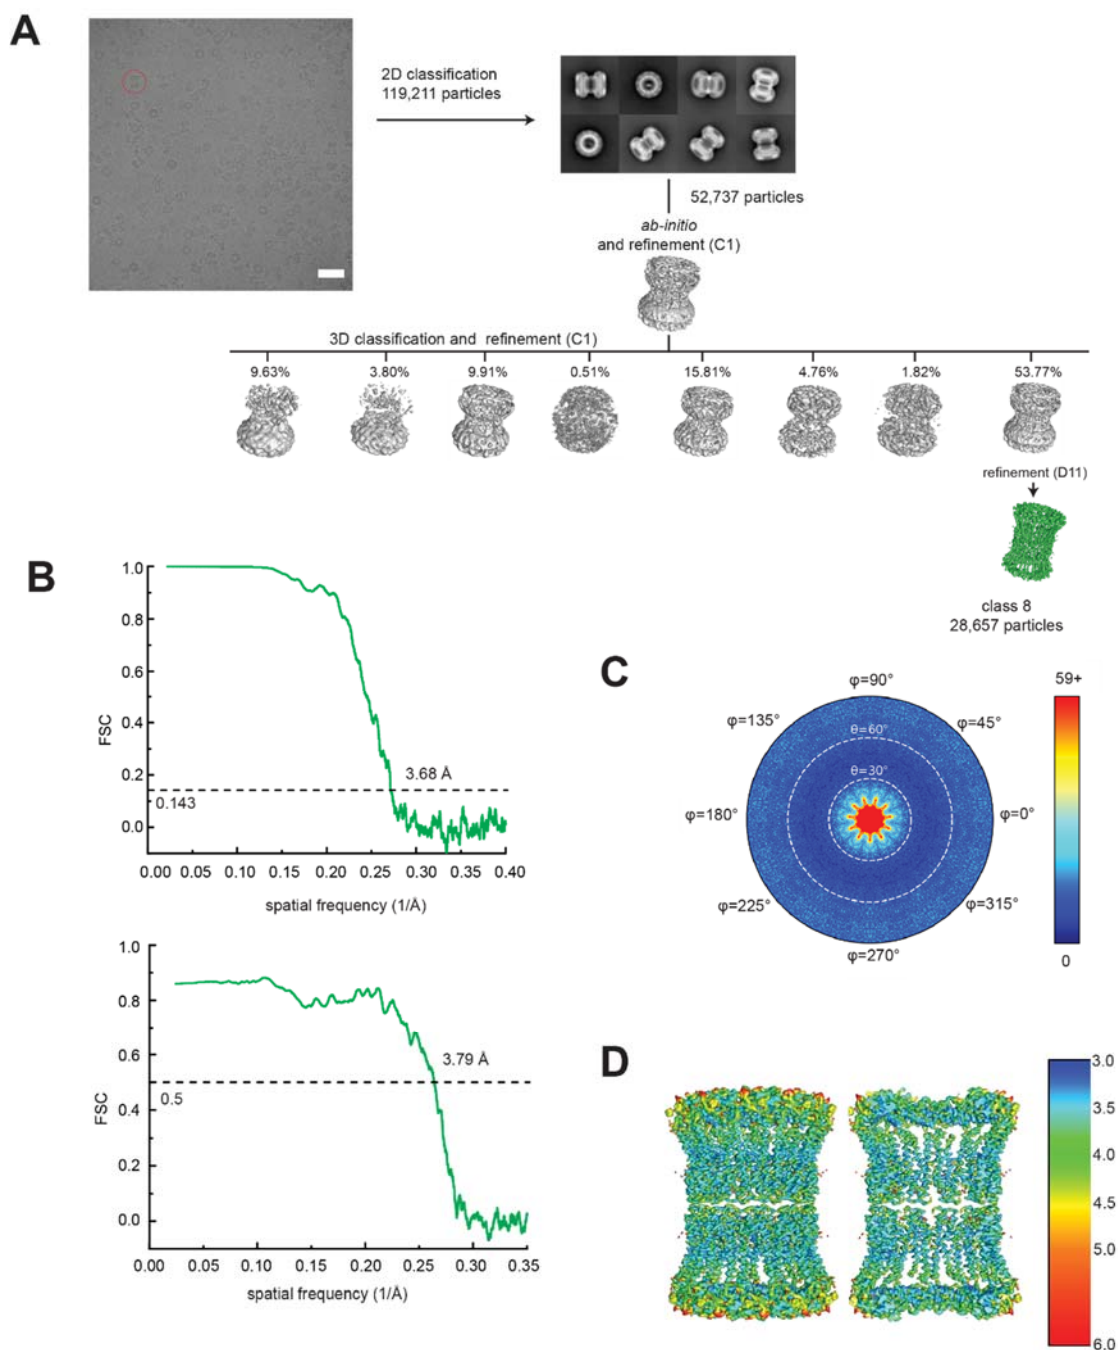 A
2D classification
119,211 particles
52,737 particles
ab-initio
and refinement (C1)
3D classification and refinement (C1)
9.63% 3.80% 9.91% 0.51% 15.81% 4.76% 1.82% 53.77%
refinement (D11)
class 8
28,657 particles
B
1.0
0.8
0.6
0.4
0.2
0.0
FSC
3.68 Å
0.143
0.00 0.05 0.10 0.15 0.20 0.25 0.30 0.35 0.40
spatial frequency (1/Å)
1.0
0.8
0.6
0.4
0.2
0.0
FSC
3.79 Å
0.5
0.00 0.05 0.10 0.15 0.20 0.25 0.30 0.35
spatial frequency (1/Å)
C
φ=90°
φ=135° φ=45°
θ=60°
θ=30°
φ=180° φ=0°
φ=225° φ=315°
φ=270°
59+
0
D
3.0
3.5
4.0
4.5
5.0
6.0